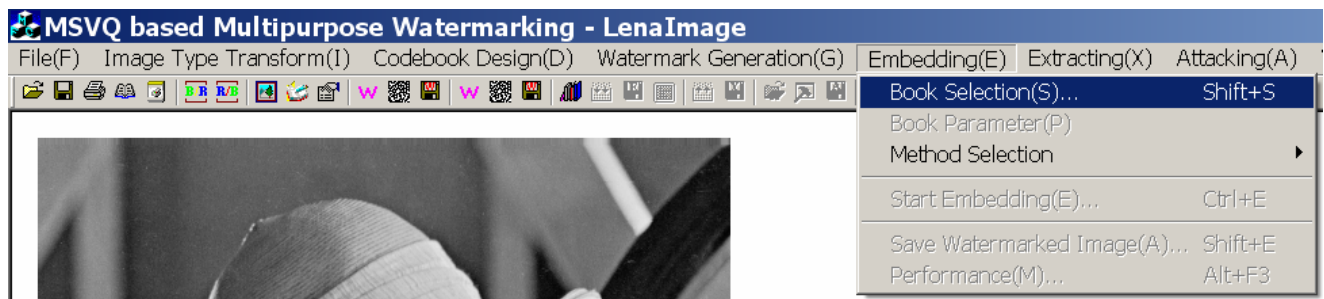 MSVQ based Multipurpose Watermarking - LenaImage
File(F) Image Type Transform(I) Codebook Design(D) Watermark Generation(G) Embedding(E) Extracting(X) Attacking(A)
B R R/B W W
Book Selection(S)... Shift+S
Book Parameter(P)
Method Selection
Start Embedding(E)... Ctrl+E
Save Watermarked Image(A)... Shift+E
Performance(M)... Alt+F3